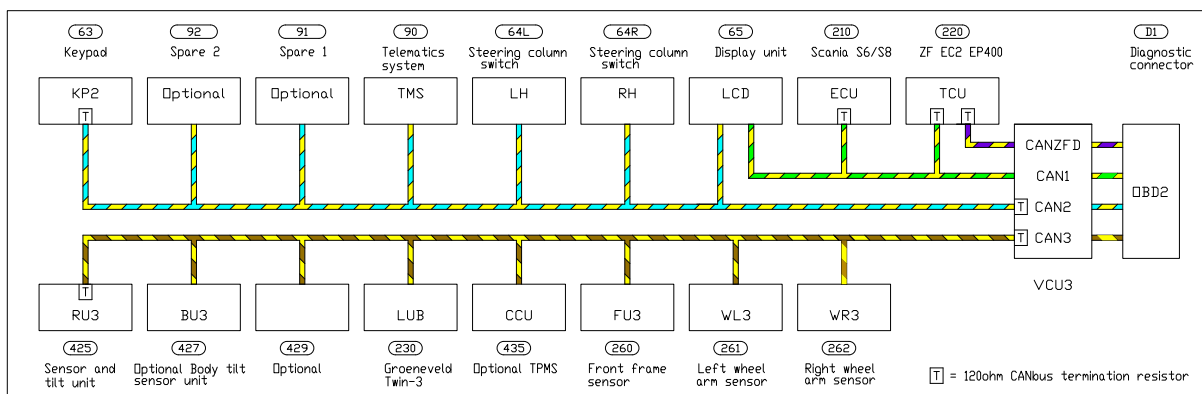 63 92 91 90 64L 64R 65 210 220 D1
Keypad Spare 2 Spare 1 Telematics system Steering column switch Steering column switch Display unit Scania S6/S8 ZF EC2 EP400 Diagnostic connector
KP2 Optional Optional TMS LH RH LCD ECU TCU
T T T T
CANZFD
CAN1
OBD2
T CAN2
T CAN3
VCU3
T
RU3 BU3 LUB CCU FU3 WL3 WR3
425 427 429 230 435 260 261 262
Sensor and tilt unit Optional Body tilt sensor unit Optional Groeneveld Twin-3 Optional TPMS Front frame sensor Left wheel arm sensor Right wheel arm sensor
T = 120ohm CANbus termination resistor